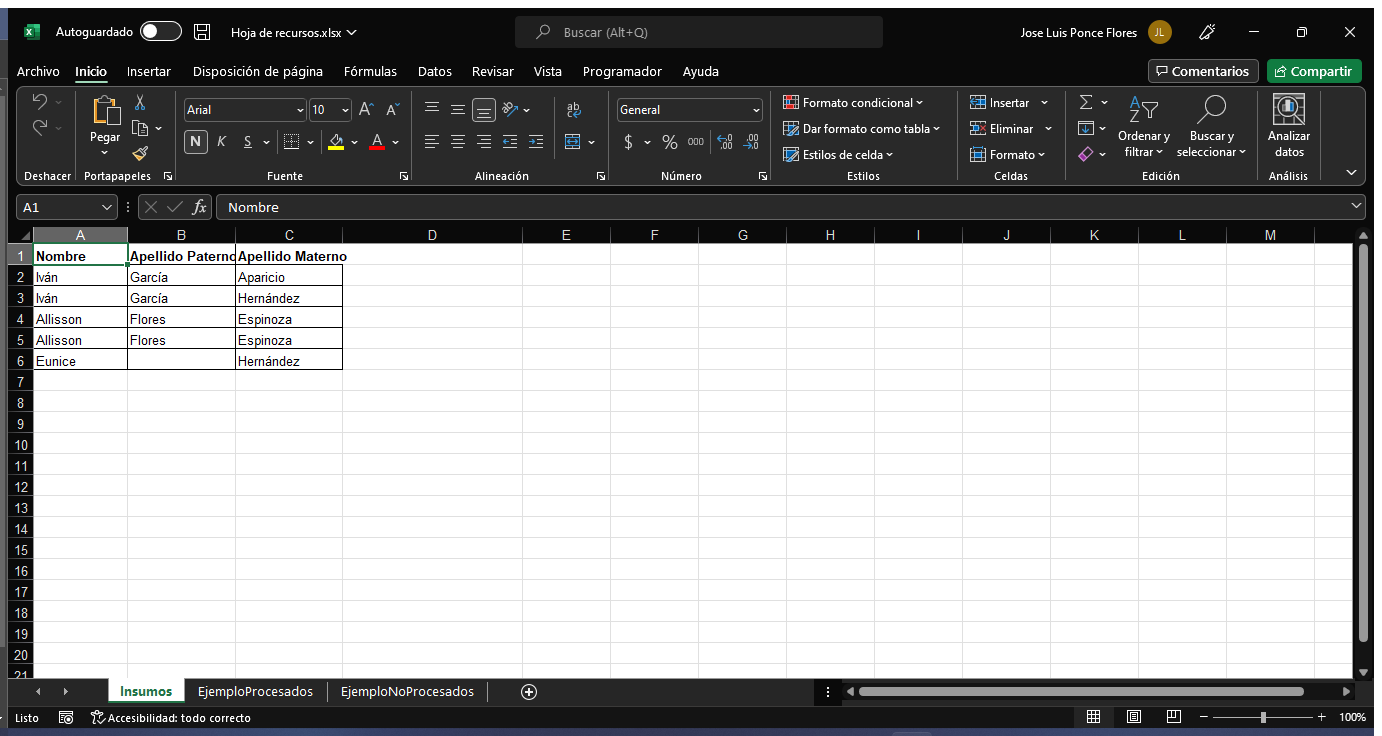 Autoguardado Hoja de recursos.xlsx Buscar (Alt+Q) Jose Luis Ponce Flores JL
Archivo Inicio Insertar Disposición de página Fórmulas Datos Revisar Vista Programador Ayuda Comentarios Compartir
Pegar
Arial 10 A A
N K S A
ab
General
$ % 000
Formato condicional
Dar formato como tabla
Estilos de celda
Insertar
Eliminar
Formato
Ordenar y filtrar
Buscar y seleccionar
Analizar datos
Deshacer Portapapeles Fuente Alineación Número Estilos Celdas Edición Análisis
A1 fx Nombre
A B C D E F G H I J K L M
1 Nombre Apellido Paterno Apellido Materno
2 Iván García Aparicio
3 Iván García Hernández
4 Allisson Flores Espinoza
5 Allisson Flores Espinoza
6 Eunice Hernández
7
8
9
10
11
12
13
14
15
16
17
18
19
20
21
Insumos EjemploProcesados EjemploNoProcesados
Listo Accesibilidad: todo correcto 100%